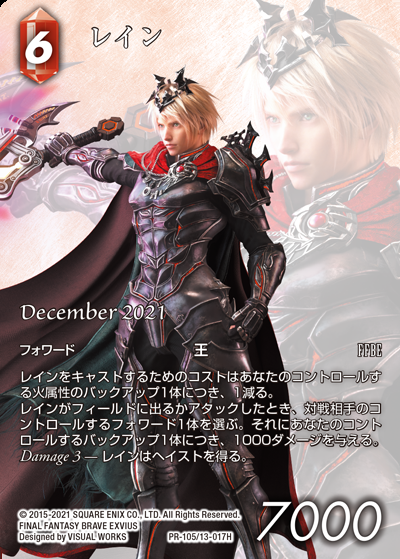 6
レイン
December 2021
フォワード 王 FFBE
レインをキャストするためのコストはあなたのコントロールす
る火属性のバックアップ1体につき、1減る。
レインがフィールドに出るかアタックしたとき、対戦相手のコ
ントロールするフォワード1体を選ぶ。それにあなたのコント
ロールするバックアップ1体につき、1000ダメージを与える。
Damage 3 — レインはヘイストを得る。
© 2015-2021 SQUARE ENIX CO., LTD. All Rights Reserved.
FINAL FANTASY BRAVE EXVIUS
Designed by VISUAL WORKS
PR-105/13-017H
7000